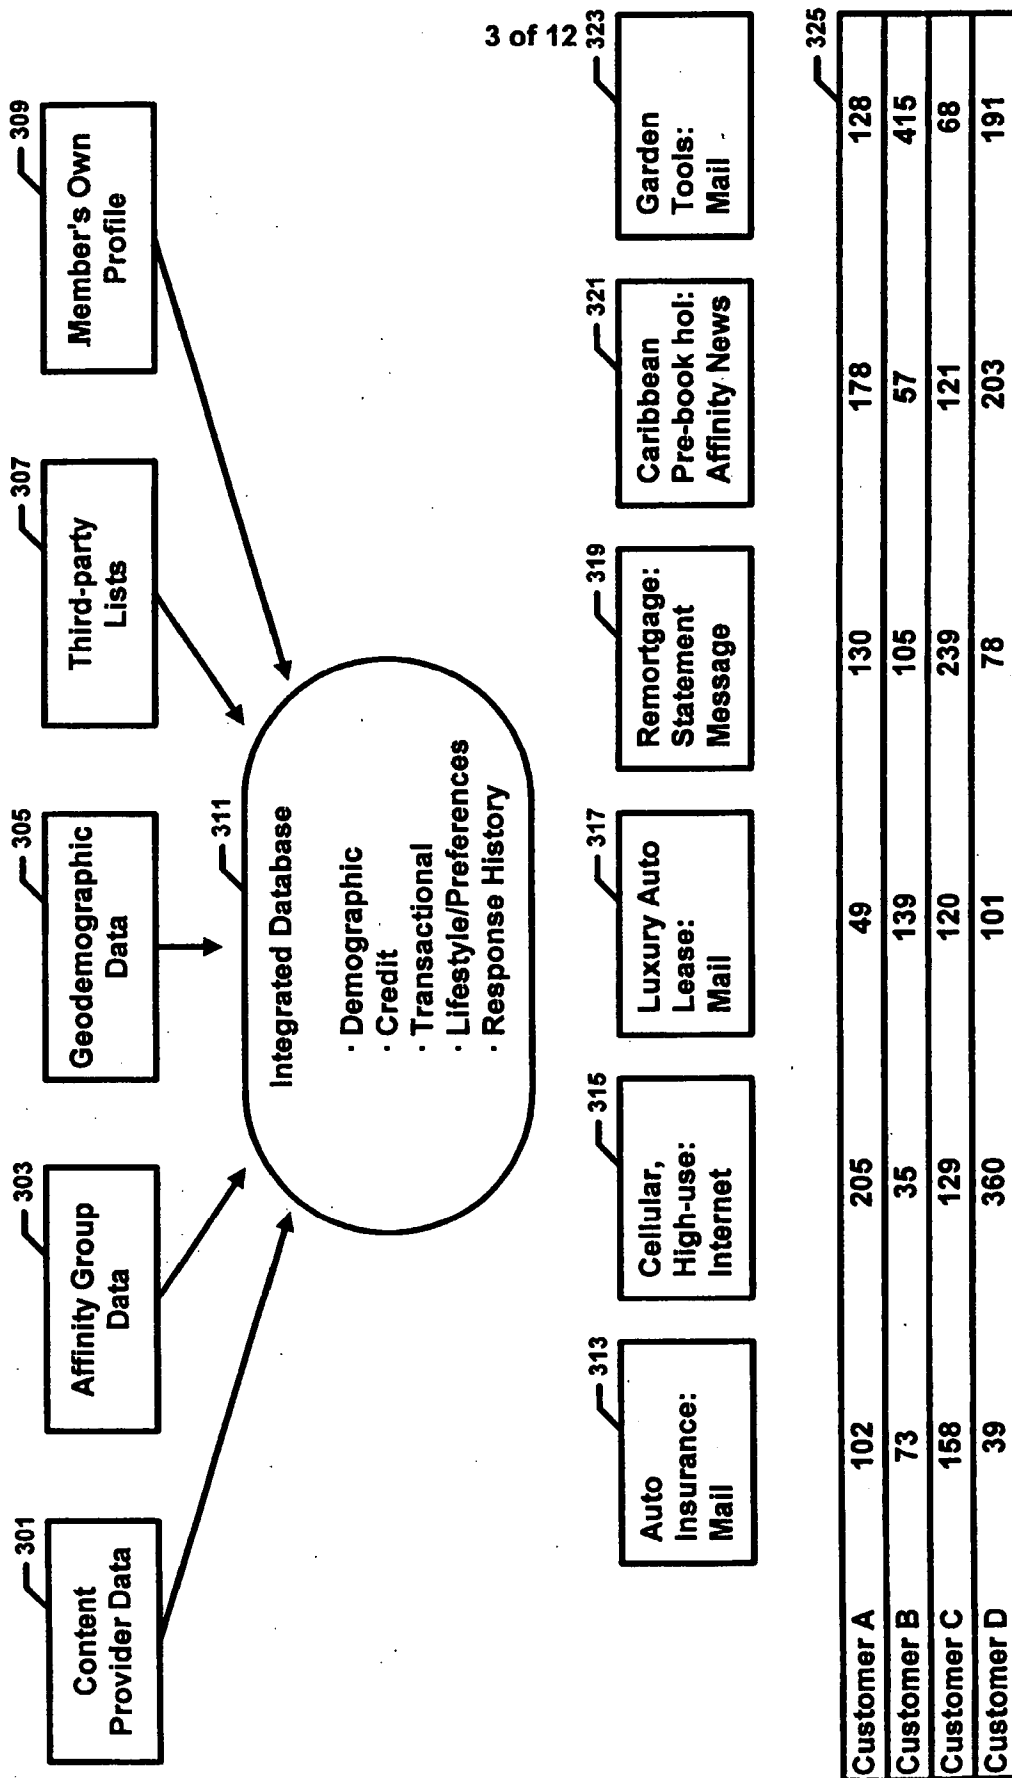 3 of 12
301
Content
Provider Data
303
Affinity Group
Data
305
Geodemographic
Data
307
Third-party
Lists
309
Member's Own
Profile
311
Integrated Database
· Demographic
· Credit
· Transactional
· Lifestyle/Preferences
· Response History
313
Auto
Insurance:
Mail
315
Cellular,
High-use:
Internet
317
Luxury Auto
Lease:
Mail
319
Remortgage:
Statement
Message
321
Caribbean
Pre-book hol:
Affinity News
323
Garden
Tools:
Mail
325
Customer A 102 205 49 130 178 128
Customer B 73 35 139 105 57 415
Customer C 158 129 120 239 121 68
Customer D 39 360 101 78 203 191